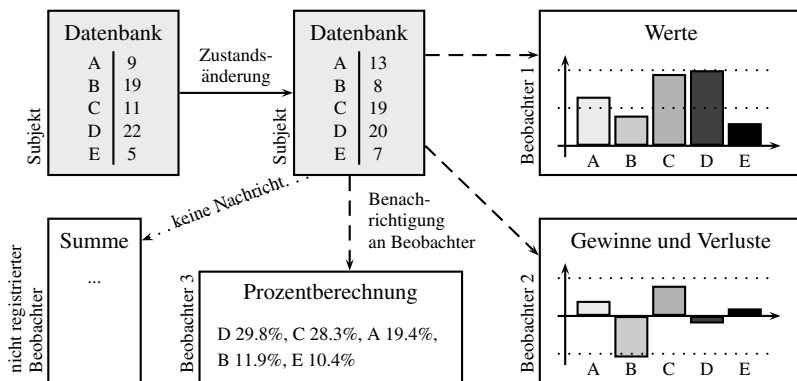 Datenbank
A 9
B 19
C 11
D 22
E 5
Subjekt
Zustands-
änderung
Datenbank
A 13
B 8
C 19
D 20
E 7
Subjekt
Werte
A B C D E
Beobachter 1
keine Nachricht
Benach-
richtigung
an Beobachter
Summe
...
nicht registrierter
Beobachter
Prozentberechnung
D 29.8%, C 28.3%, A 19.4%,
B 11.9%, E 10.4%
Beobachter 3
Gewinne und Verluste
A B C D E
Beobachter 2